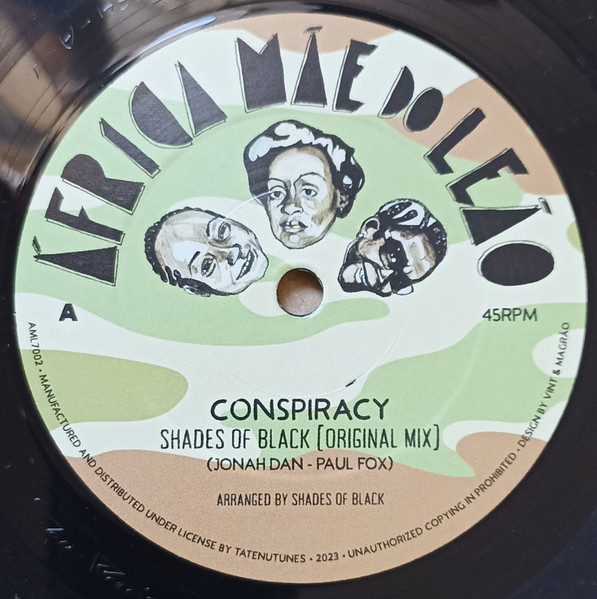 ÁFRICA MÃE DO LEÃO
A
45RPM
CONSPIRACY
SHADES OF BLACK (ORIGINAL MIX)
(JONAH DAN - PAUL FOX)
ARRANGED BY SHADES OF BLACK
AML7002 • MANUFACTURED AND DISTRIBUTED UNDER LICENSE BY TATENUTUNES • 2023 • UNAUTHORIZED COPYING IN PROHIBITED • DESIGN BY VINT & MAGRÃO